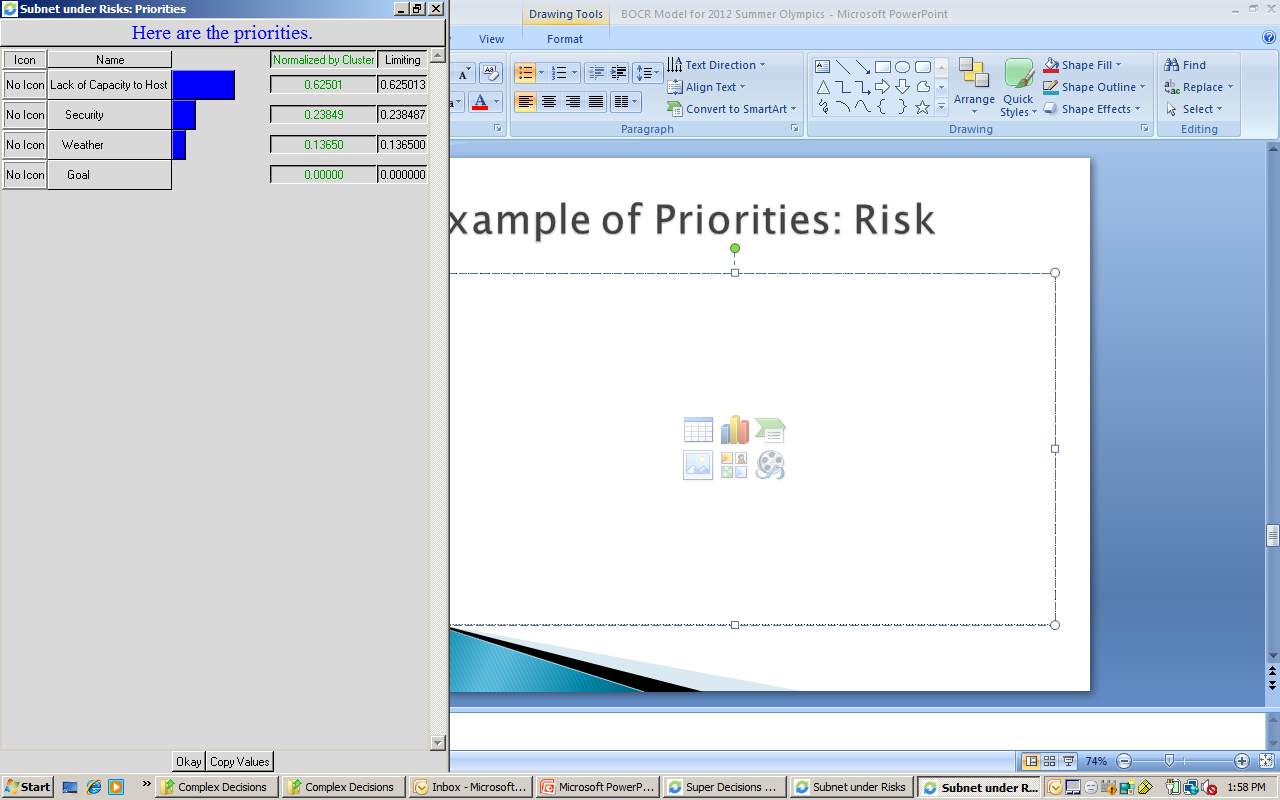 Subnet under Risks: Priorities
Here are the priorities.
Icon Name Normalized by Cluster Limiting
No Icon Lack of Capacity to Host 0.62501 0.625013
No Icon Security 0.23849 0.238487
No Icon Weather 0.13650 0.136500
No Icon Goal 0.00000 0.000000
Okay Copy Values
Drawing Tools BOCR Model for 2012 Summer Olympics - Microsoft PowerPoint
View Format
Text Direction
Align Text
Convert to SmartArt
Paragraph
Arrange
Quick
Styles
Shape Fill
Shape Outline
Shape Effects
Drawing
Find
Replace
Select
Editing
xample of Priorities: Risk
74%
Start Complex Decisions Complex Decisions Inbox - Microsoft... Microsoft PowerP... Super Decisions ... Subnet under Risks Subnet under R... 1:58 PM